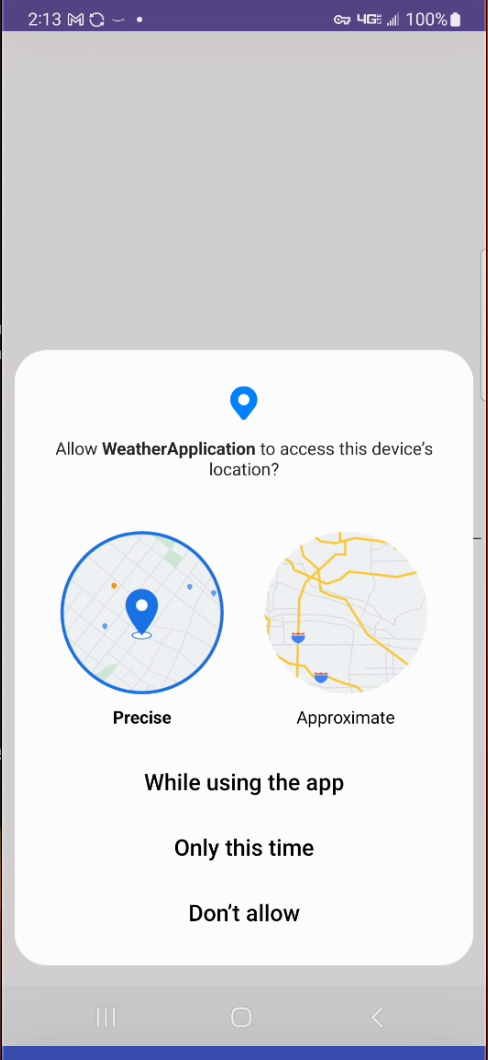 2:13 4GE 100%
Allow WeatherApplication to access this device's
location?
Precise Approximate
While using the app
Only this time
Don't allow